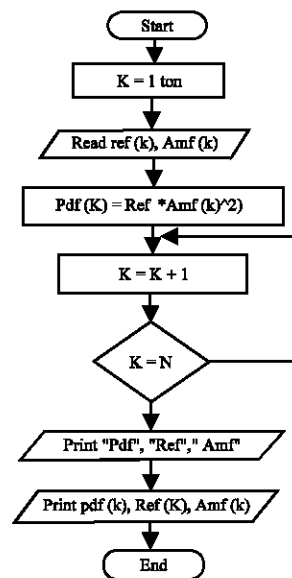 Start
K = 1 ton
Read ref (k), Amf (k)
Pdf (K) = Ref *Amf (k)^2)
K = K + 1
K = N
Print "Pdf", "Ref"," Amf"
Print pdf (k), Ref (K), Amf (k)
End